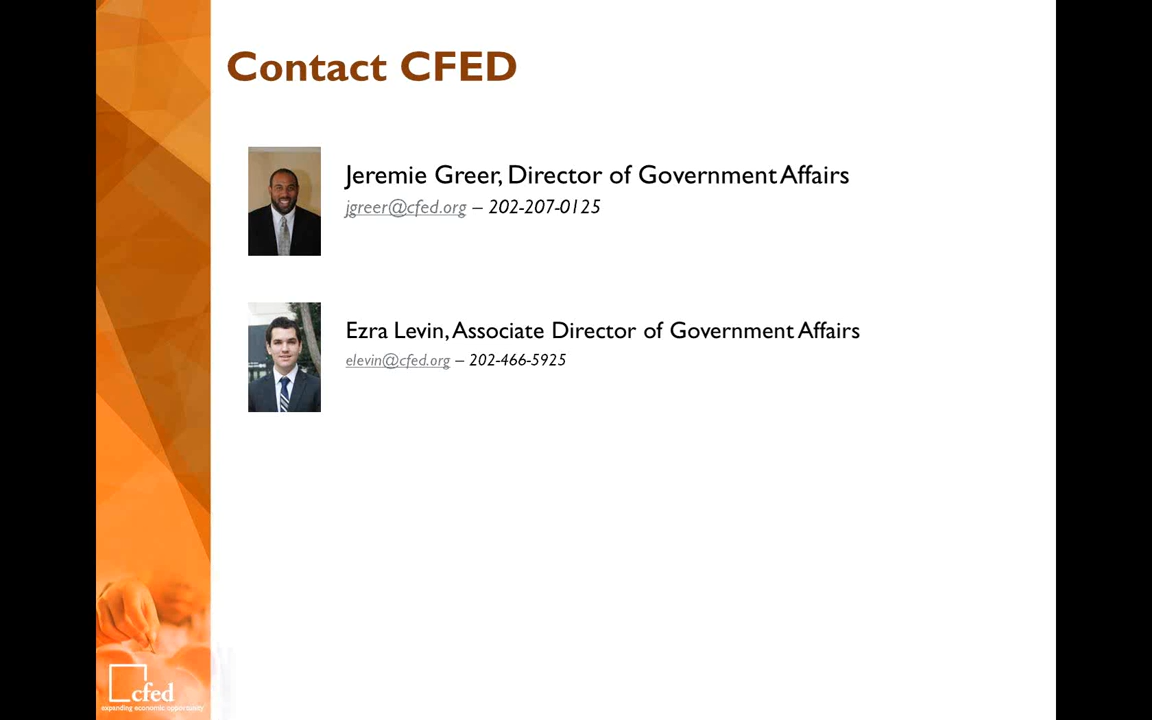 Contact CFED
Jeremie Greer, Director of Government Affairs
jgreer@cfed.org – 202-207-0125
Ezra Levin, Associate Director of Government Affairs
elevin@cfed.org – 202-466-5925
cfed
expanding economic opportunity